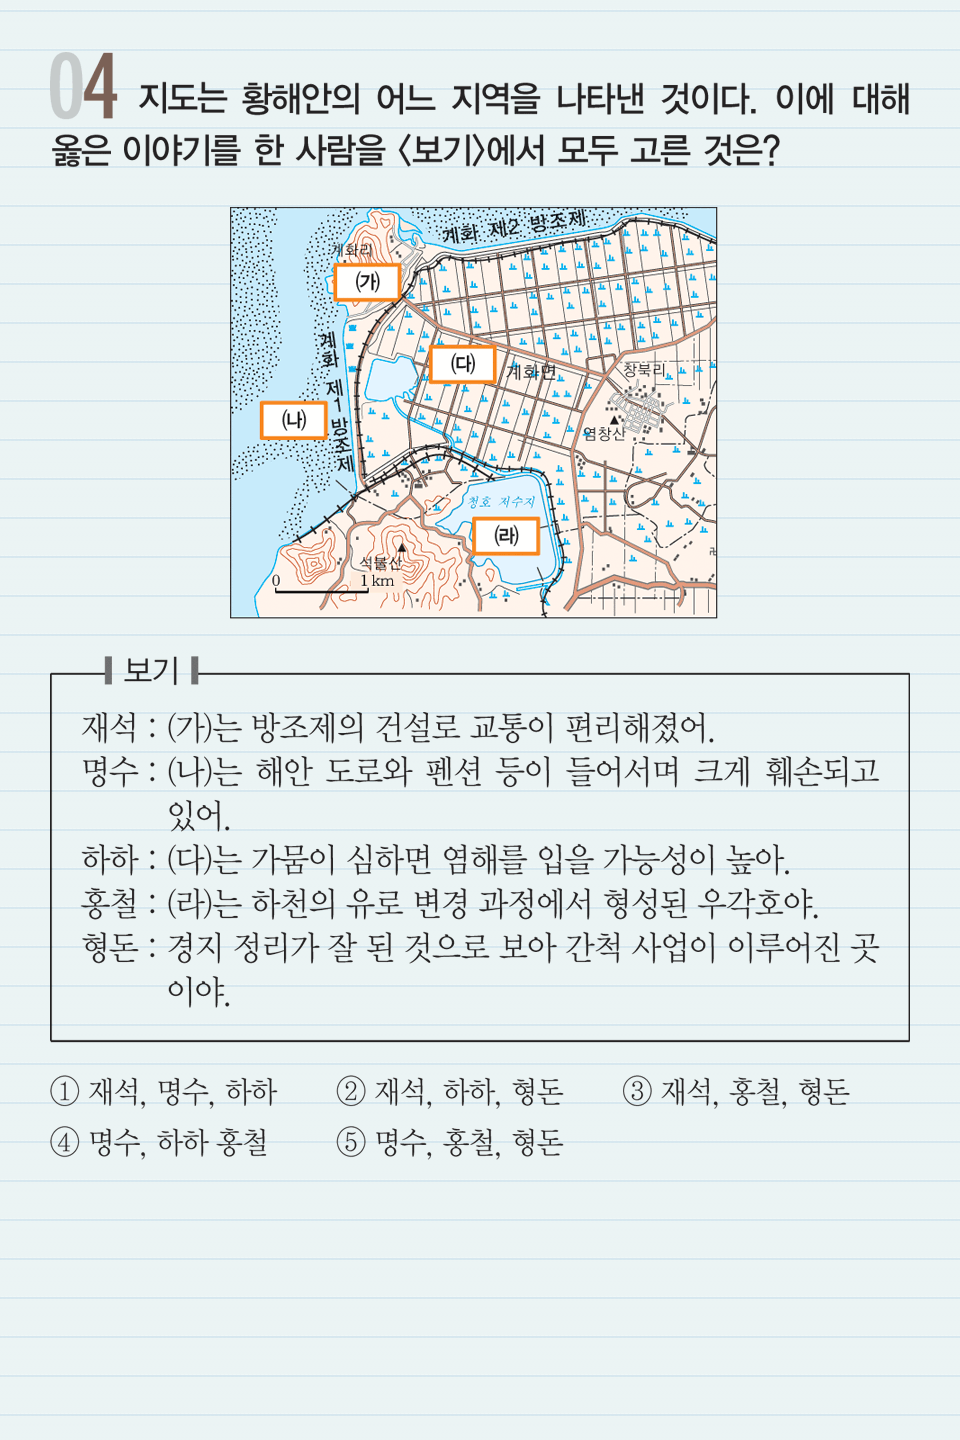 04 지도는 황해안의 어느 지역을 나타낸 것이다. 이에 대해
옳은 이야기를 한 사람을 〈보기〉에서 모두 고른 것은?
계화 제2 방조제
계화리
(가)
계화 제1 방조제
(다)
계화면
창북리
(나)
염창산
청호 저수지
(라)
석불산
0 1 km
보기
재석 : (가)는 방조제의 건설로 교통이 편리해졌어.
명수 : (나)는 해안 도로와 펜션 등이 들어서며 크게 훼손되고
있어.
하하 : (다)는 가뭄이 심하면 염해를 입을 가능성이 높아.
홍철 : (라)는 하천의 유로 변경 과정에서 형성된 우각호야.
형돈 : 경지 정리가 잘 된 것으로 보아 간척 사업이 이루어진 곳
이야.
① 재석, 명수, 하하 ② 재석, 하하, 형돈 ③ 재석, 홍철, 형돈
④ 명수, 하하 홍철 ⑤ 명수, 홍철, 형돈